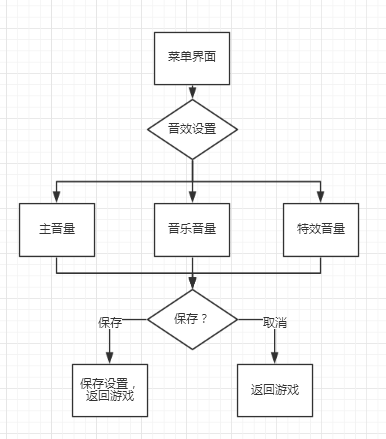 菜单界面
音效设置
主音量
音乐音量
特效音量
保存？
保存
取消
保存设置，
返回游戏
返回游戏